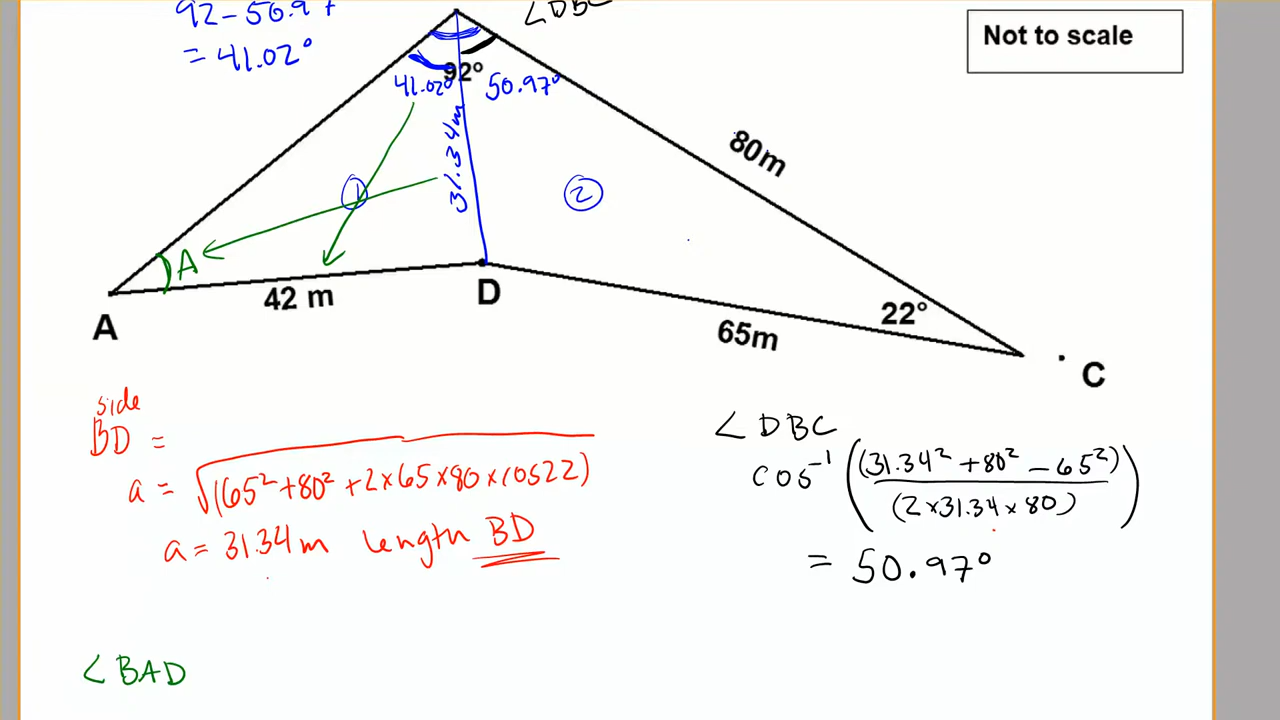 92-50.97
= 41.02°
∠DBC
Not to scale
92°
41.02°
50.97°
31.34m
80m
1
2
A
42 m
D
22°
65m
A
C
side
BD =
a = √(65²+80²+2×65×80×cos22)
a = 31.34m length BD
∠DBC
cos⁻¹((31.34²+80²-65²)/(2×31.34×80))
= 50.97°
∠BAD